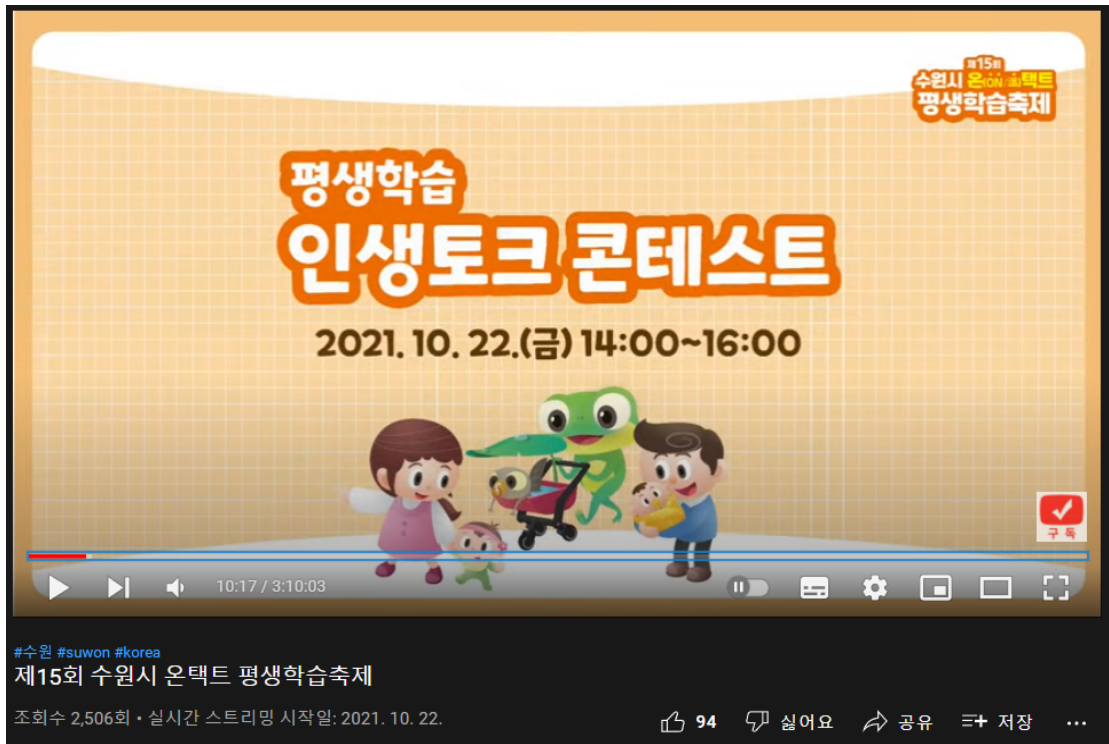 제15회
수원시 온(ON/溫)택트
평생학습축제
평생학습
인생토크 콘테스트
2021. 10. 22.(금) 14:00~16:00
구독
10:17 / 3:10:03
#수원 #suwon #korea
제15회 수원시 온택트 평생학습축제
조회수 2,506회 • 실시간 스트리밍 시작일: 2021. 10. 22.
94 싫어요 공유 저장 ...